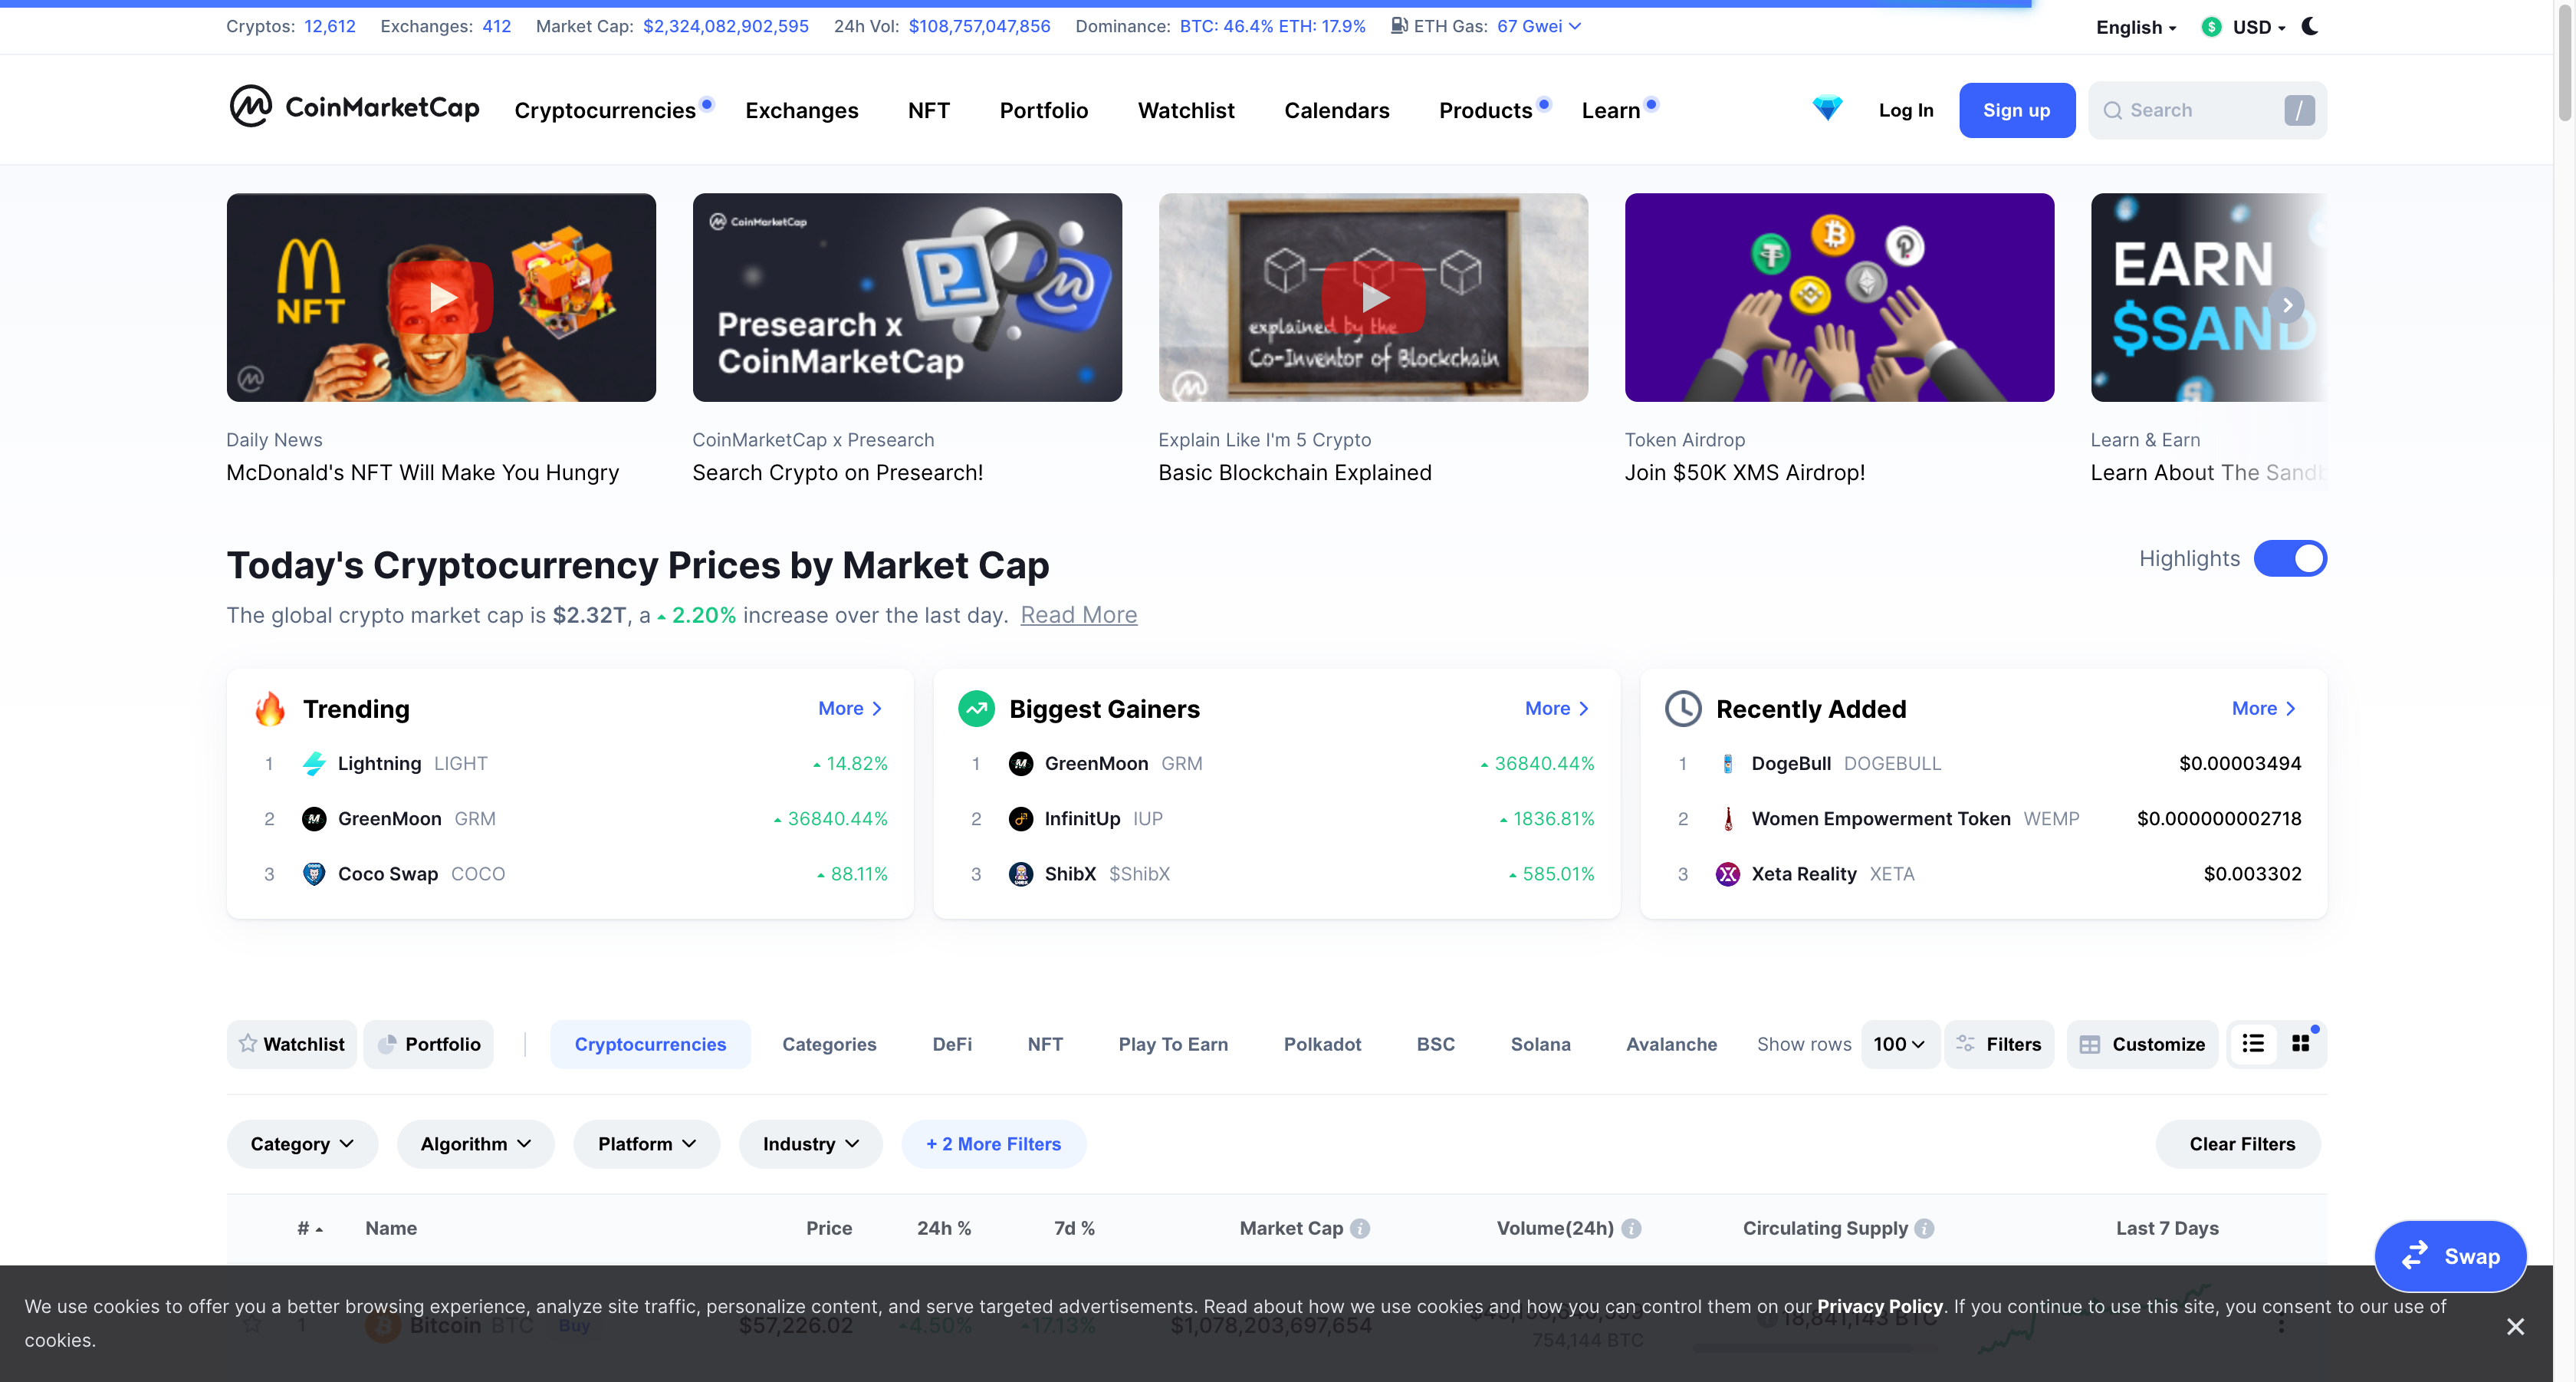 Cryptos: 12,612 Exchanges: 412 Market Cap: $2,324,082,902,595 24h Vol: $108,757,047,856 Dominance: BTC: 46.4% ETH: 17.9% ETH Gas: 67 Gwei English USD
CoinMarketCap Cryptocurrencies Exchanges NFT Portfolio Watchlist Calendars Products Learn Log In Sign up Search /
NFT
CoinMarketCap
Presearch x
CoinMarketCap
explained by the
Co-Inventor of Blockchain
EARN
$SAND
Daily News
McDonald's NFT Will Make You Hungry
CoinMarketCap x Presearch
Search Crypto on Presearch!
Explain Like I'm 5 Crypto
Basic Blockchain Explained
Token Airdrop
Join $50K XMS Airdrop!
Learn & Earn
Learn About The Sandb
Today's Cryptocurrency Prices by Market Cap
Highlights
The global crypto market cap is $2.32T, a 2.20% increase over the last day. Read More
Trending More
1 Lightning LIGHT 14.82%
2 GreenMoon GRM 36840.44%
3 Coco Swap COCO 88.11%
Biggest Gainers More
1 GreenMoon GRM 36840.44%
2 InfinitUp IUP 1836.81%
3 ShibX $ShibX 585.01%
Recently Added More
1 DogeBull DOGEBULL $0.00003494
2 Women Empowerment Token WEMP $0.000000002718
3 Xeta Reality XETA $0.003302
Watchlist Portfolio Cryptocurrencies Categories DeFi NFT Play To Earn Polkadot BSC Solana Avalanche Show rows 100 Filters Customize
Category Algorithm Platform Industry + 2 More Filters Clear Filters
# Name Price 24h % 7d % Market Cap Volume(24h) Circulating Supply Last 7 Days
Swap
We use cookies to offer you a better browsing experience, analyze site traffic, personalize content, and serve targeted advertisements. Read about how we use cookies and how you can control them on our Privacy Policy. If you continue to use this site, you consent to our use of
cookies.
1 Bitcoin BTC Buy $57,226.02 4.50% 17.13% $1,078,203,697,654 18,841,143 BTC
754,144 BTC